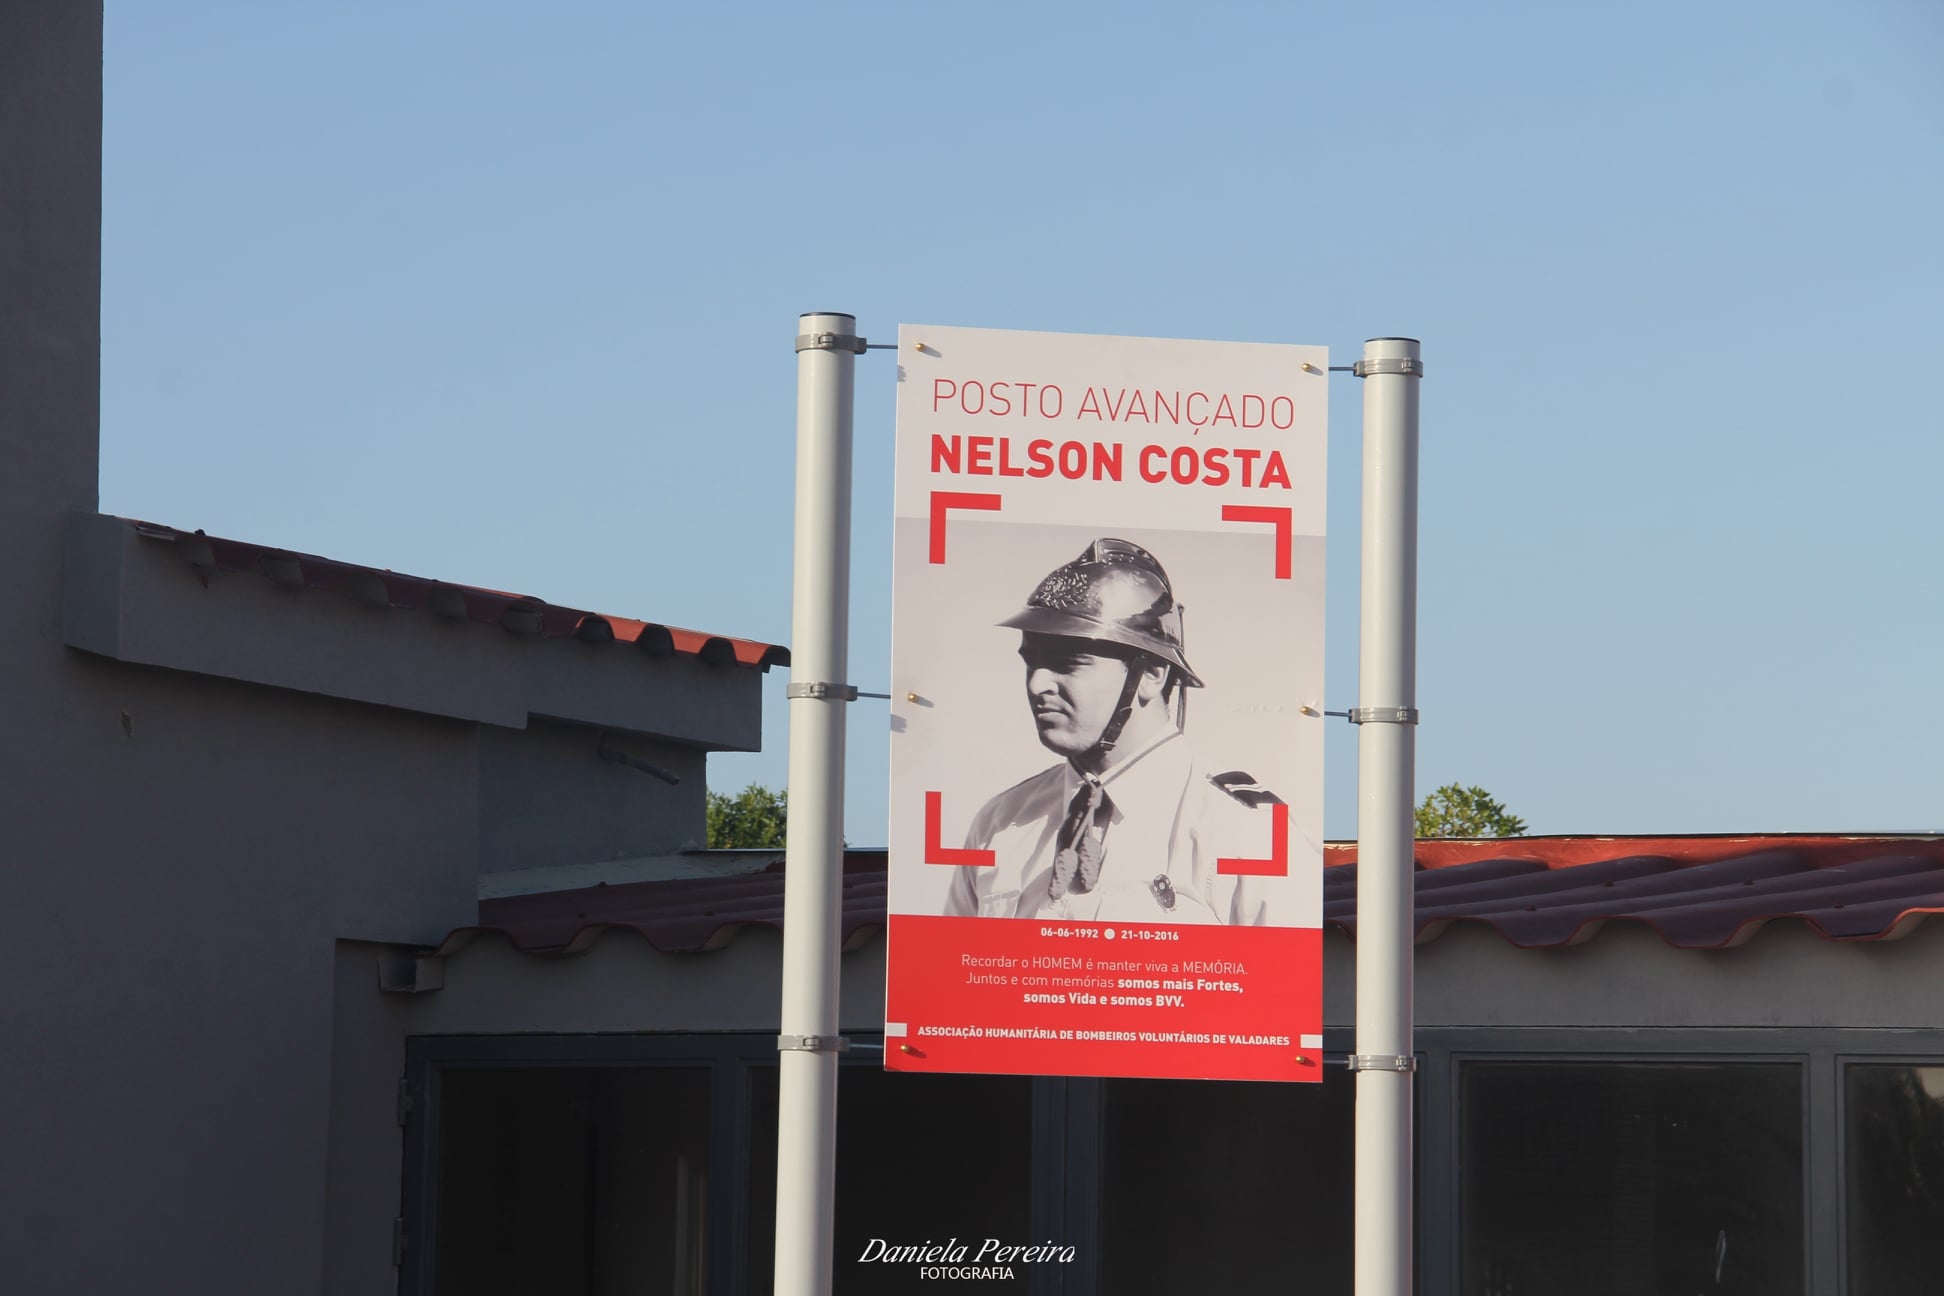 POSTO AVANÇADO
NELSON COSTA
06-06-1992 ● 21-10-2016
Recordar o HOMEM é manter viva a MEMÓRIA.
Juntos e com memórias somos mais Fortes,
somos Vida e somos BVV.
ASSOCIAÇÃO HUMANITÁRIA DE BOMBEIROS VOLUNTÁRIOS DE VALADARES
Daniela Pereira
FOTOGRAFIA